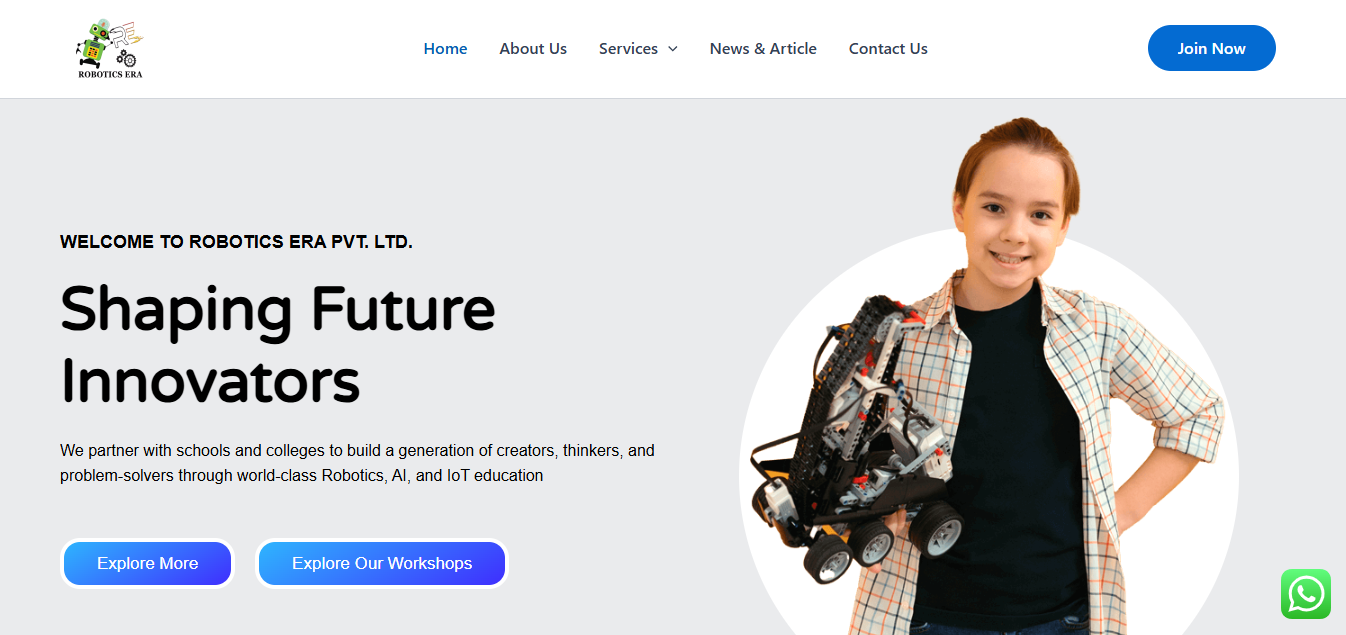 RE
ROBOTICS ERA
Home
About Us
Services
News & Article
Contact Us
Join Now
WELCOME TO ROBOTICS ERA PVT. LTD.
Shaping Future
Innovators
We partner with schools and colleges to build a generation of creators, thinkers, and
problem-solvers through world-class Robotics, AI, and IoT education
Explore More
Explore Our Workshops